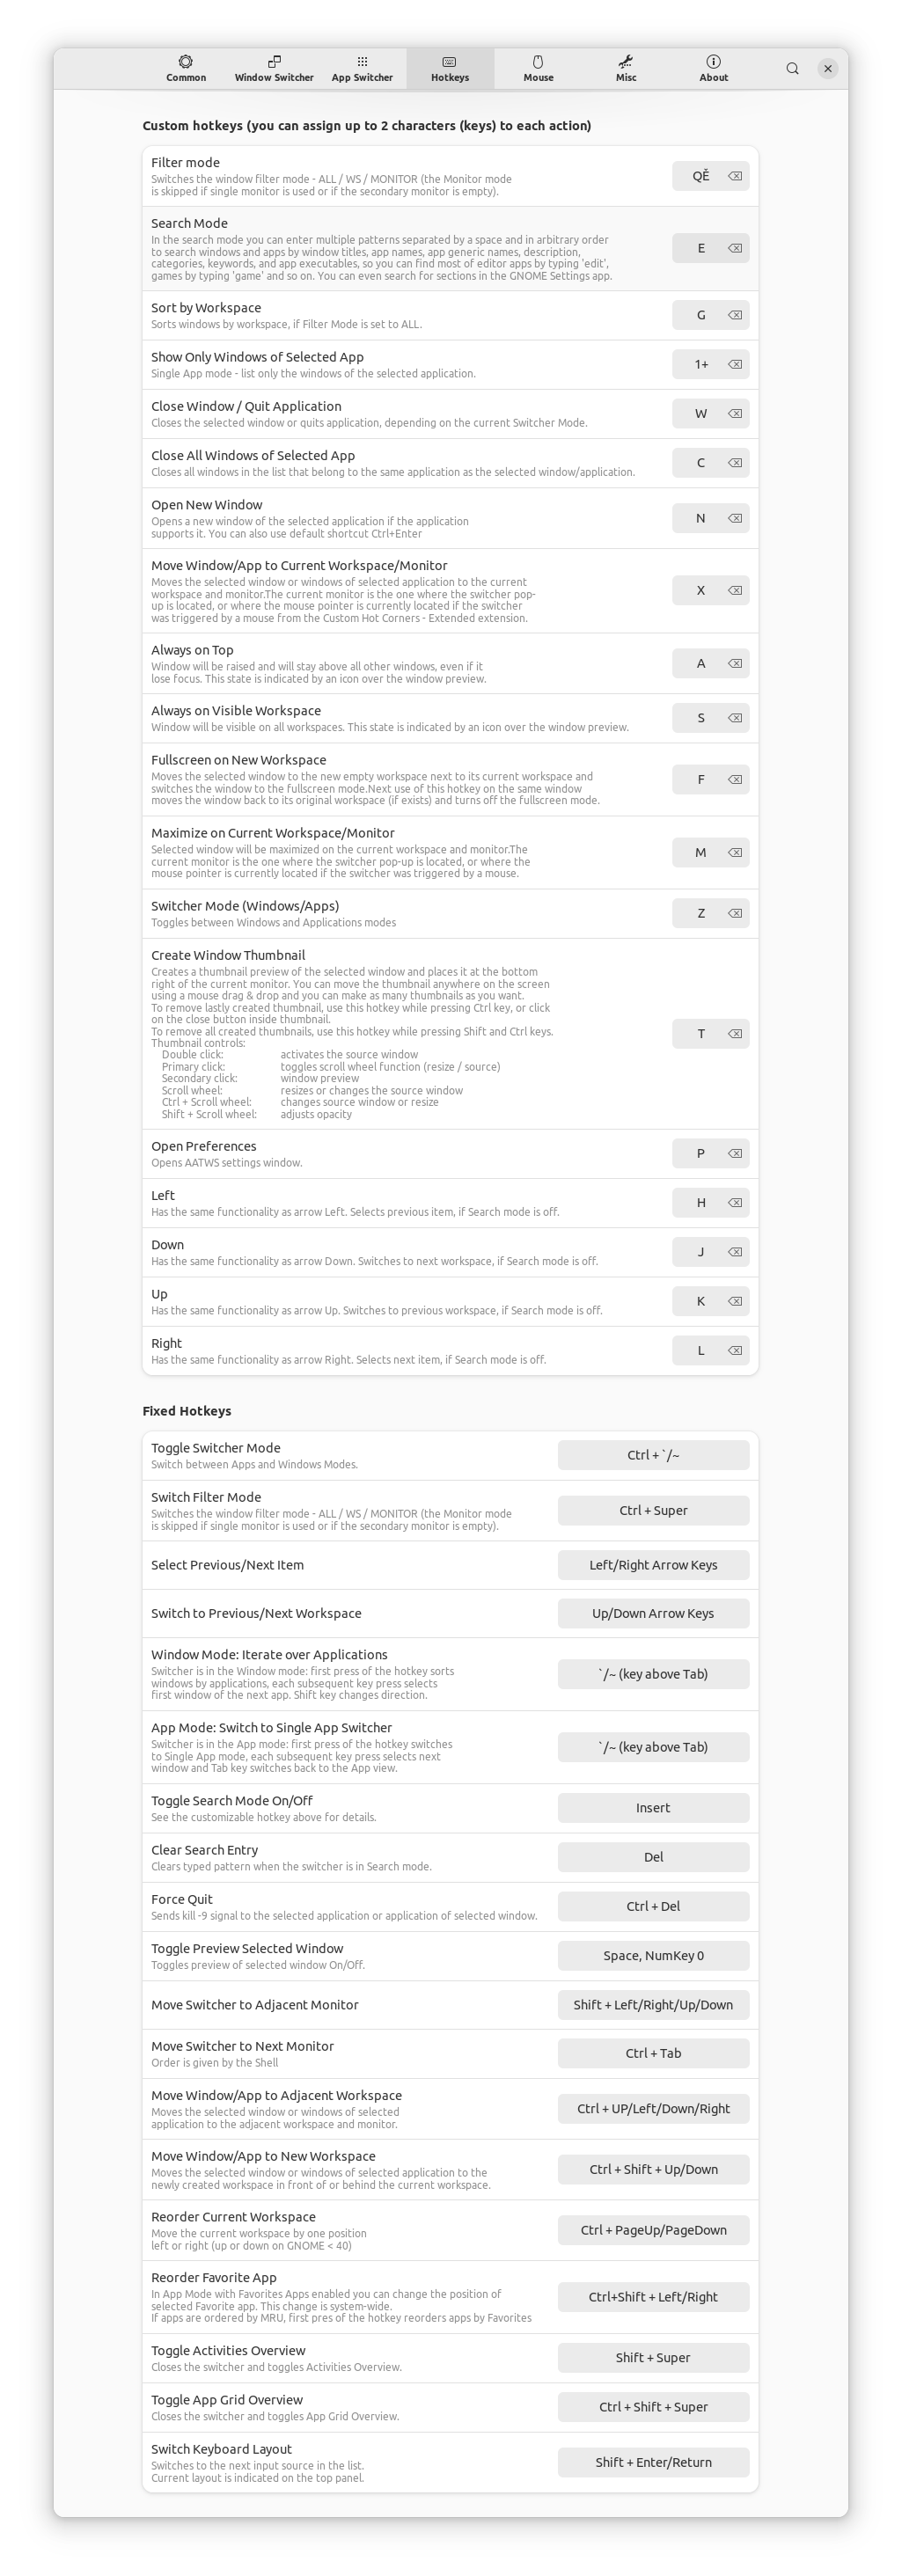 Common
Window Switcher
App Switcher
Hotkeys
Mouse
Misc
About
Custom hotkeys (you can assign up to 2 characters (keys) to each action)
Filter mode
Switches the window filter mode - ALL / WS / MONITOR (the Monitor mode
is skipped if single monitor is used or if the secondary monitor is empty).
QĚ
Search Mode
In the search mode you can enter multiple patterns separated by a space and in arbitrary order
to search windows and apps by window titles, app names, app generic names, description,
categories, keywords, and app executables, so you can find most of editor apps by typing 'edit',
games by typing 'game' and so on. You can even search for sections in the GNOME Settings app.
E
Sort by Workspace
Sorts windows by workspace, if Filter Mode is set to ALL.
G
Show Only Windows of Selected App
Single App mode - list only the windows of the selected application.
1+
Close Window / Quit Application
Closes the selected window or quits application, depending on the current Switcher Mode.
W
Close All Windows of Selected App
Closes all windows in the list that belong to the same application as the selected window/application.
C
Open New Window
Opens a new window of the selected application if the application
supports it. You can also use default shortcut Ctrl+Enter
N
Move Window/App to Current Workspace/Monitor
Moves the selected window or windows of selected application to the current
workspace and monitor.The current monitor is the one where the switcher pop-
up is located, or where the mouse pointer is currently located if the switcher
was triggered by a mouse from the Custom Hot Corners - Extended extension.
X
Always on Top
Window will be raised and will stay above all other windows, even if it
lose focus. This state is indicated by an icon over the window preview.
A
Always on Visible Workspace
Window will be visible on all workspaces. This state is indicated by an icon over the window preview.
S
Fullscreen on New Workspace
Moves the selected window to the new empty workspace next to its current workspace and
switches the window to the fullscreen mode.Next use of this hotkey on the same window
moves the window back to its original workspace (if exists) and turns off the fullscreen mode.
F
Maximize on Current Workspace/Monitor
Selected window will be maximized on the current workspace and monitor.The
current monitor is the one where the switcher pop-up is located, or where the
mouse pointer is currently located if the switcher was triggered by a mouse.
M
Switcher Mode (Windows/Apps)
Toggles between Windows and Applications modes
Z
Create Window Thumbnail
Creates a thumbnail preview of the selected window and places it at the bottom
right of the current monitor. You can move the thumbnail anywhere on the screen
using a mouse drag & drop and you can make as many thumbnails as you want.
To remove lastly created thumbnail, use this hotkey while pressing Ctrl key, or click
on the close button inside thumbnail.
To remove all created thumbnails, use this hotkey while pressing Shift and Ctrl keys.
Thumbnail controls:
Double click: activates the source window
Primary click: toggles scroll wheel function (resize / source)
Secondary click: window preview
Scroll wheel: resizes or changes the source window
Ctrl + Scroll wheel: changes source window or resize
Shift + Scroll wheel: adjusts opacity
T
Open Preferences
Opens AATWS settings window.
P
Left
Has the same functionality as arrow Left. Selects previous item, if Search mode is off.
H
Down
Has the same functionality as arrow Down. Switches to next workspace, if Search mode is off.
J
Up
Has the same functionality as arrow Up. Switches to previous workspace, if Search mode is off.
K
Right
Has the same functionality as arrow Right. Selects next item, if Search mode is off.
L
Fixed Hotkeys
Toggle Switcher Mode
Switch between Apps and Windows Modes.
Ctrl + `/~
Switch Filter Mode
Switches the window filter mode - ALL / WS / MONITOR (the Monitor mode
is skipped if single monitor is used or if the secondary monitor is empty).
Ctrl + Super
Select Previous/Next Item
Left/Right Arrow Keys
Switch to Previous/Next Workspace
Up/Down Arrow Keys
Window Mode: Iterate over Applications
Switcher is in the Window mode: first press of the hotkey sorts
windows by applications, each subsequent key press selects
first window of the next app. Shift key changes direction.
`/~ (key above Tab)
App Mode: Switch to Single App Switcher
Switcher is in the App mode: first press of the hotkey switches
to Single App mode, each subsequent key press selects next
window and Tab key switches back to the App view.
`/~ (key above Tab)
Toggle Search Mode On/Off
See the customizable hotkey above for details.
Insert
Clear Search Entry
Clears typed pattern when the switcher is in Search mode.
Del
Force Quit
Sends kill -9 signal to the selected application or application of selected window.
Ctrl + Del
Toggle Preview Selected Window
Toggles preview of selected window On/Off.
Space, NumKey 0
Move Switcher to Adjacent Monitor
Shift + Left/Right/Up/Down
Move Switcher to Next Monitor
Order is given by the Shell
Ctrl + Tab
Move Window/App to Adjacent Workspace
Moves the selected window or windows of selected
application to the adjacent workspace and monitor.
Ctrl + UP/Left/Down/Right
Move Window/App to New Workspace
Moves the selected window or windows of selected application to the
newly created workspace in front of or behind the current workspace.
Ctrl + Shift + Up/Down
Reorder Current Workspace
Move the current workspace by one position
left or right (up or down on GNOME < 40)
Ctrl + PageUp/PageDown
Reorder Favorite App
In App Mode with Favorites Apps enabled you can change the position of
selected Favorite app. This change is system-wide.
If apps are ordered by MRU, first pres of the hotkey reorders apps by Favorites
Ctrl+Shift + Left/Right
Toggle Activities Overview
Closes the switcher and toggles Activities Overview.
Shift + Super
Toggle App Grid Overview
Closes the switcher and toggles App Grid Overview.
Ctrl + Shift + Super
Switch Keyboard Layout
Switches to the next input source in the list.
Current layout is indicated on the top panel.
Shift + Enter/Return